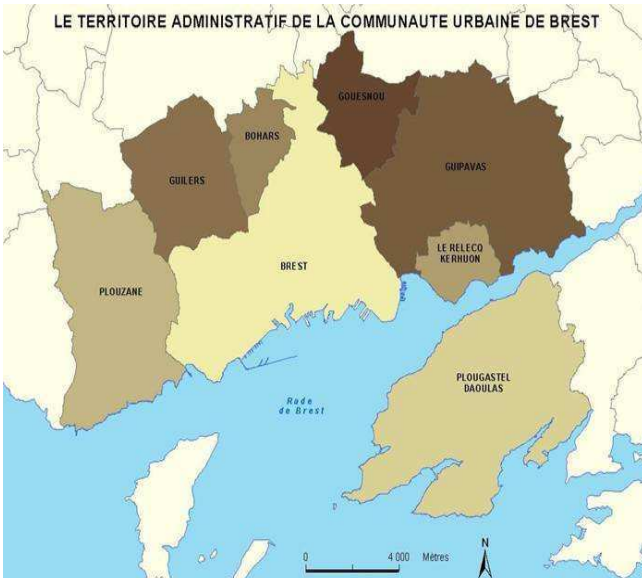 LE TERRITOIRE ADMINISTRATIF DE LA COMMUNAUTE URBAINE DE BREST
GOUESNOU
BOHARS
GUIPAVAS
GUILERS
LE RELECQ
KERHUON
BREST
PLOUZANE
PLOUGASTEL
DAOULAS
Rade
de Brest
N
0
4 000
Mètres